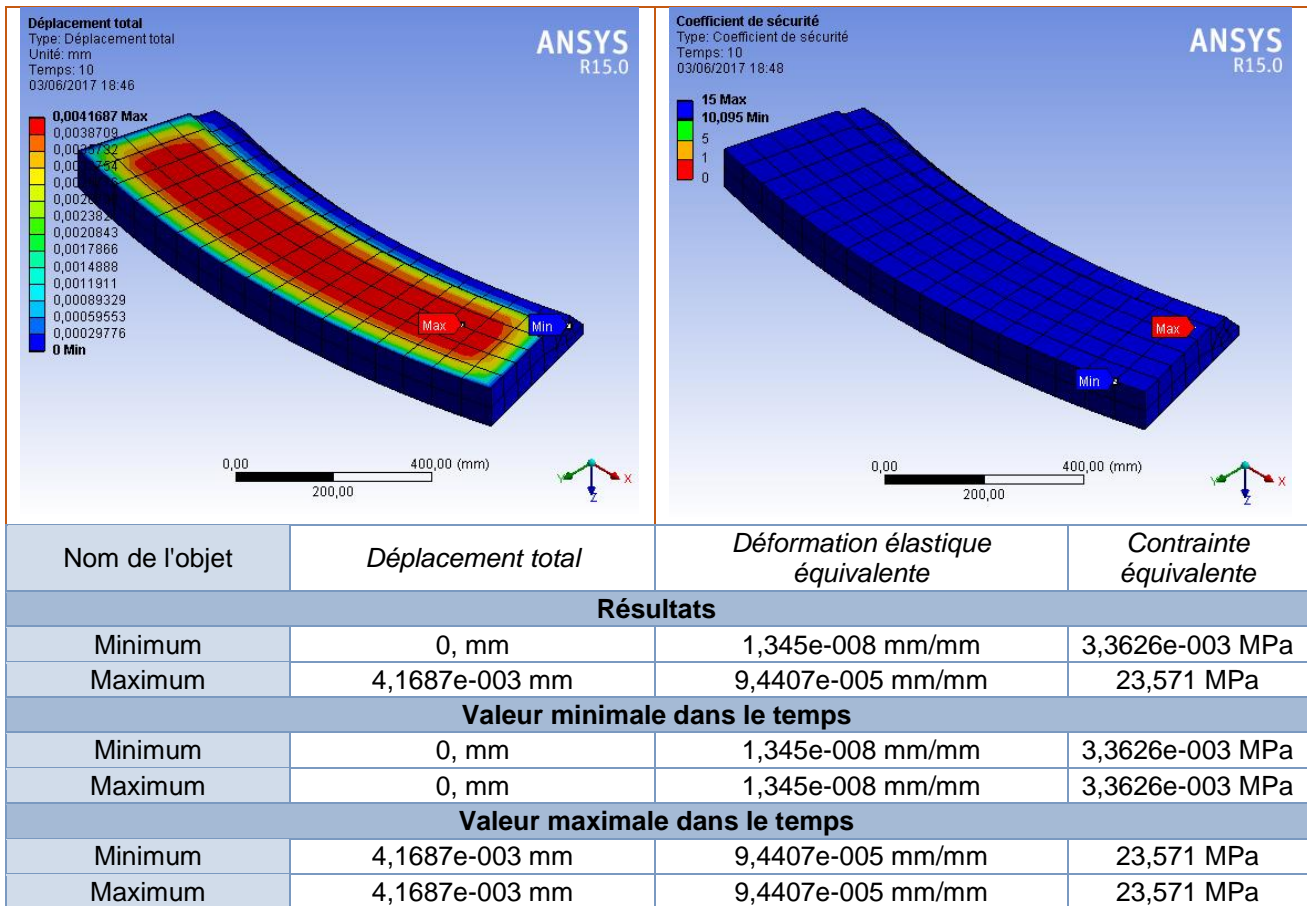 Déplacement total
Type: Déplacement total
Unité: mm
Temps: 10
03/06/2017 18:46
ANSYS
R15.0
0,0041687 Max
0,0038709
0,0020843
0,0017866
0,0014888
0,0011911
0,00089329
0,00059553
0,00029776
0 Min
Max
Min
0,00
400,00 (mm)
200,00
Y
X
Z
Coefficient de sécurité
Type: Coefficient de sécurité
Temps: 10
03/06/2017 18:48
ANSYS
R15.0
15 Max
10,095 Min
5
1
0
Max
Min
0,00
400,00 (mm)
200,00
Y
X
Z
Nom de l'objet Déplacement total Déformation élastique équivalente Contrainte équivalente
Résultats
Minimum 0, mm 1,345e-008 mm/mm 3,3626e-003 MPa
Maximum 4,1687e-003 mm 9,4407e-005 mm/mm 23,571 MPa
Valeur minimale dans le temps
Minimum 0, mm 1,345e-008 mm/mm 3,3626e-003 MPa
Maximum 0, mm 1,345e-008 mm/mm 3,3626e-003 MPa
Valeur maximale dans le temps
Minimum 4,1687e-003 mm 9,4407e-005 mm/mm 23,571 MPa
Maximum 4,1687e-003 mm 9,4407e-005 mm/mm 23,571 MPa